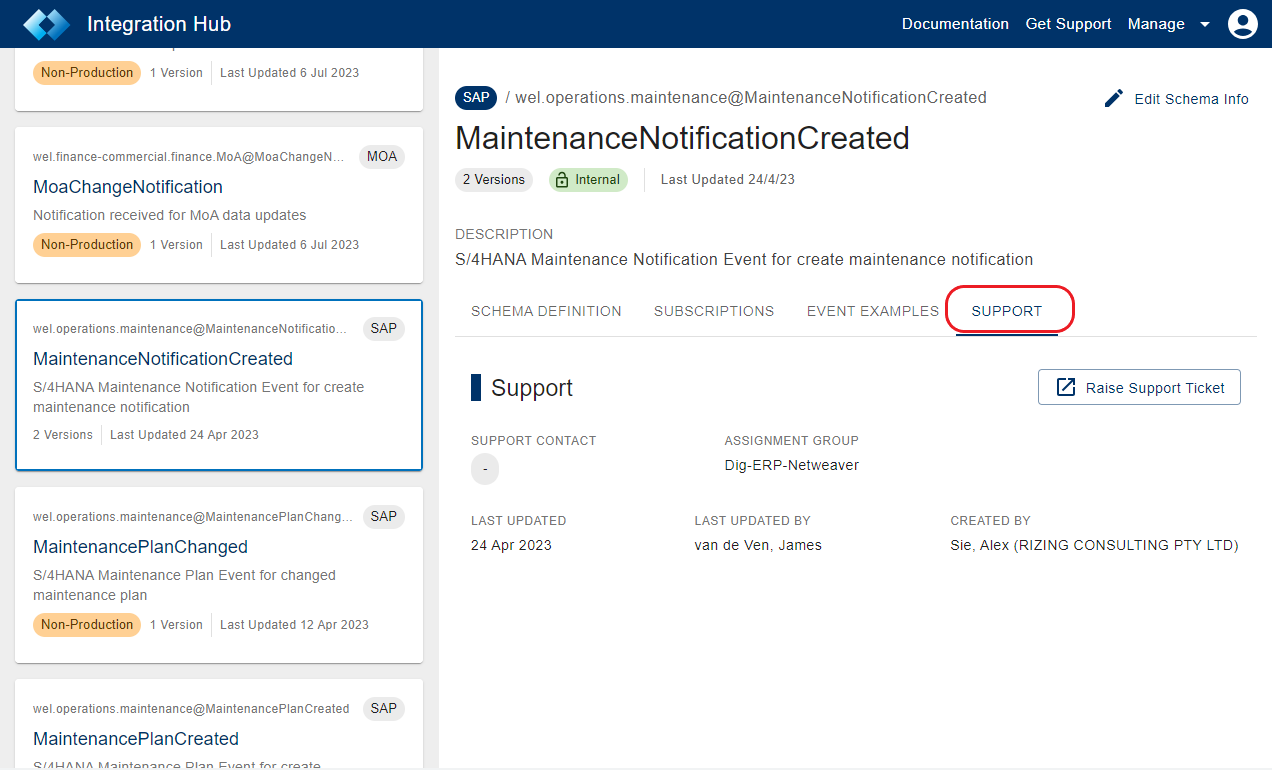 Integration Hub
Documentation Get Support Manage
Non-Production 1 Version Last Updated 6 Jul 2023
wel.finance-commercial.finance.MoA@MoaChangeN... MOA
MoaChangeNotification
Notification received for MoA data updates
Non-Production 1 Version Last Updated 6 Jul 2023
wel.operations.maintenance@MaintenanceNotificatio... SAP
MaintenanceNotificationCreated
S/4HANA Maintenance Notification Event for create
maintenance notification
2 Versions Last Updated 24 Apr 2023
wel.operations.maintenance@MaintenancePlanChang... SAP
MaintenancePlanChanged
S/4HANA Maintenance Plan Event for changed
maintenance plan
Non-Production 1 Version Last Updated 12 Apr 2023
wel.operations.maintenance@MaintenancePlanCreated SAP
MaintenancePlanCreated
S/4HANA Maintenance Plan Event for create
SAP / wel.operations.maintenance@MaintenanceNotificationCreated
Edit Schema Info
MaintenanceNotificationCreated
2 Versions Internal Last Updated 24/4/23
DESCRIPTION
S/4HANA Maintenance Notification Event for create maintenance notification
SCHEMA DEFINITION SUBSCRIPTIONS EVENT EXAMPLES SUPPORT
Support
Raise Support Ticket
SUPPORT CONTACT ASSIGNMENT GROUP
- Dig-ERP-Netweaver
LAST UPDATED LAST UPDATED BY CREATED BY
24 Apr 2023 van de Ven, James Sie, Alex (RIZING CONSULTING PTY LTD)